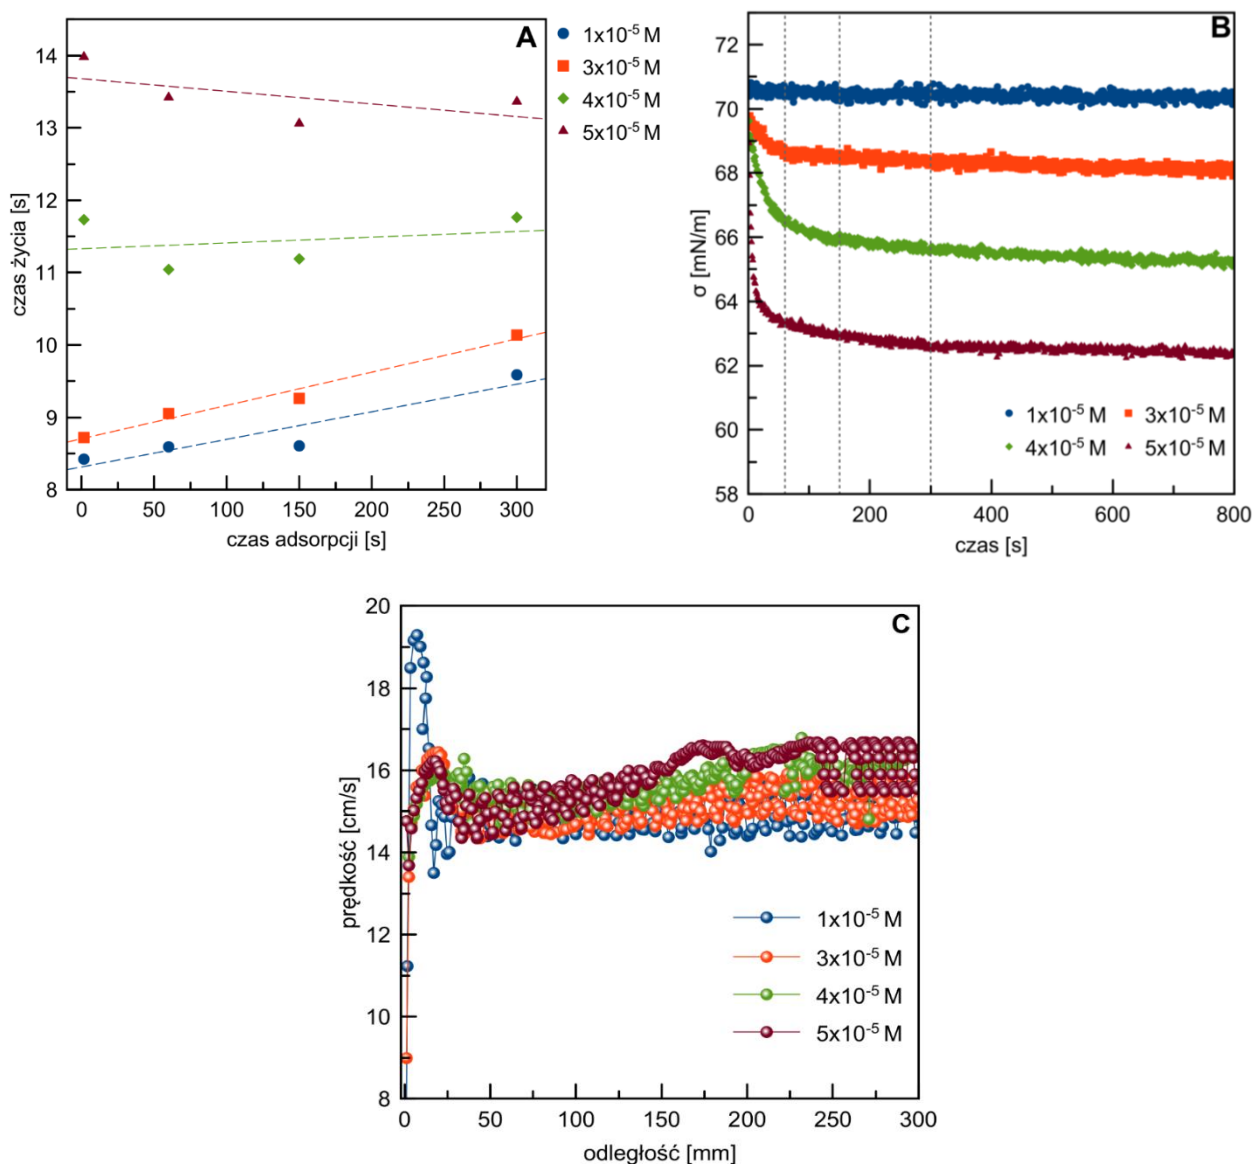 A
czas życia [s]
14
13
12
11
10
9
8
0 50 100 150 200 250 300
czas adsorpcji [s]
1x10⁻⁵ M
3x10⁻⁵ M
4x10⁻⁵ M
5x10⁻⁵ M
B
σ [mN/m]
72
70
68
66
64
62
60
58
0 200 400 600 800
czas [s]
1x10⁻⁵ M 3x10⁻⁵ M
4x10⁻⁵ M 5x10⁻⁵ M
C
prędkość [cm/s]
20
18
16
14
12
10
8
0 50 100 150 200 250 300
odległość [mm]
1x10⁻⁵ M
3x10⁻⁵ M
4x10⁻⁵ M
5x10⁻⁵ M